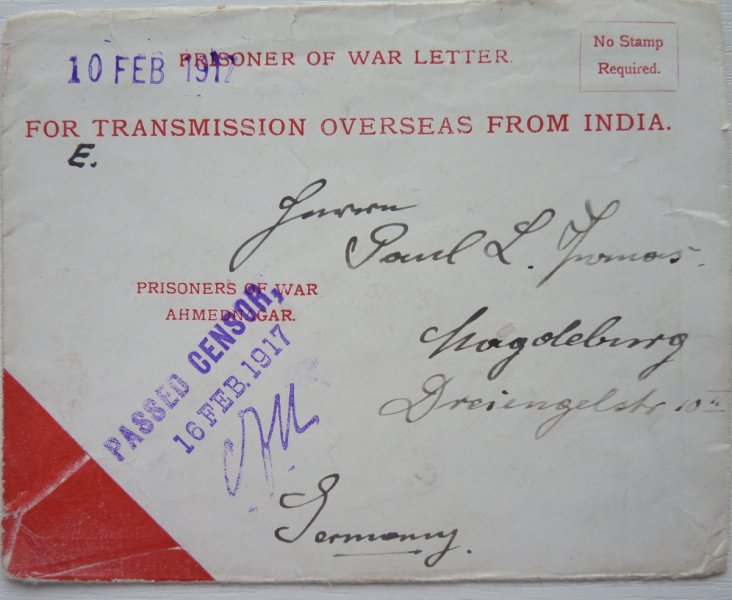 PRISONER OF WAR LETTER.
10 FEB 1917
No Stamp
Required.
FOR TRANSMISSION OVERSEAS FROM INDIA.
E.
Herrn
Paul L.
PRISONERS OF WAR
AHMEDNAGAR.
PASSED CENSOR,
16 FEB. 1917
Magdeburg
Dreiengelstr. 10
Germany.